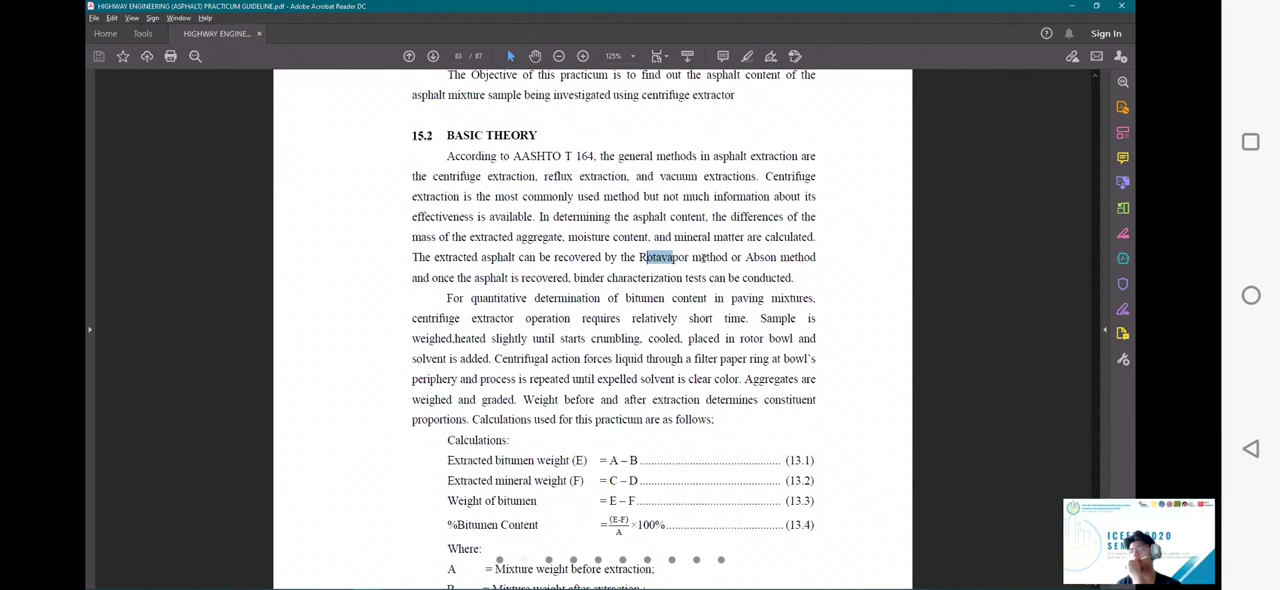 HIGHWAY ENGINEERING (ASPHALT) PRACTICUM GUIDELINE.pdf - Adobe Acrobat Reader DC
File Edit View Sign Window Help
Home Tools HIGHWAY ENGINE... × Sign In
83 / 87 125%
The Objective of this practicum is to find out the asphalt content of the
asphalt mixture sample being investigated using centrifuge extractor
15.2 BASIC THEORY
According to AASHTO T 164, the general methods in asphalt extraction are
the centrifuge extraction, reflux extraction, and vacuum extractions. Centrifuge
extraction is the most commonly used method but not much information about its
effectiveness is available. In determining the asphalt content, the differences of the
mass of the extracted aggregate, moisture content, and mineral matter are calculated.
The extracted asphalt can be recovered by the Rotavapor method or Abson method
and once the asphalt is recovered, binder characterization tests can be conducted.
For quantitative determination of bitumen content in paving mixtures,
centrifuge extractor operation requires relatively short time. Sample is
weighed,heated slightly until starts crumbling, cooled, placed in rotor bowl and
solvent is added. Centrifugal action forces liquid through a filter paper ring at bowl's
periphery and process is repeated until expelled solvent is clear color. Aggregates are
weighed and graded. Weight before and after extraction determines constituent
proportions. Calculations used for this practicum are as follows;
Calculations:
Extracted bitumen weight (E) = A – B ................................................ (13.1)
Extracted mineral weight (F) = C – D ................................................ (13.2)
Weight of bitumen = E – F ................................................ (13.3)
%Bitumen Content = (E-F)/A ×100% ........................................ (13.4)
Where:
A = Mixture weight before extraction;
B = Mixture weight after extraction ;
2020